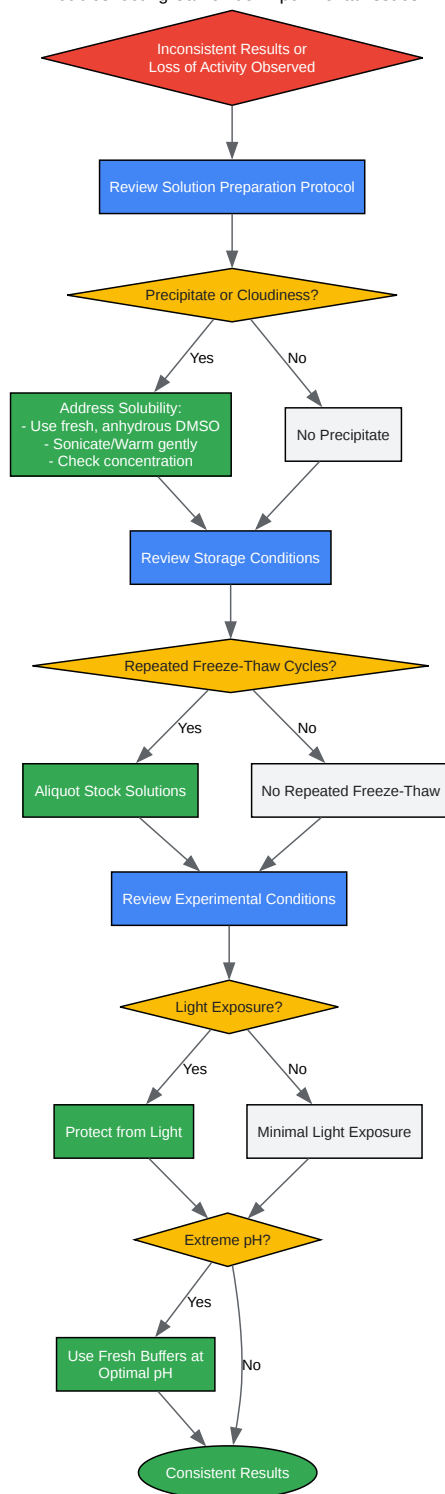 Inconsistent Results or
Loss of Activity Observed
Review Solution Preparation Protocol
Precipitate or Cloudiness?
Yes
No
Address Solubility:
- Use fresh, anhydrous DMSO
- Sonicate/Warm gently
- Check concentration
No Precipitate
Review Storage Conditions
Repeated Freeze-Thaw Cycles?
Yes
No
Aliquot Stock Solutions
No Repeated Freeze-Thaw
Review Experimental Conditions
Light Exposure?
Yes
No
Protect from Light
Minimal Light Exposure
Extreme pH?
Yes
Use Fresh Buffers at
Optimal pH
No
Consistent Results